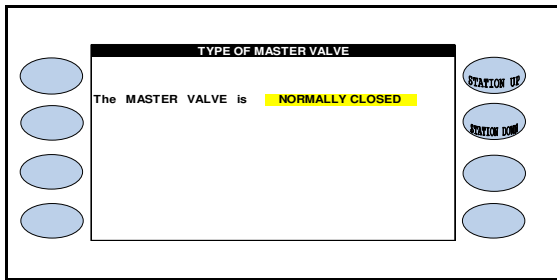 TYPE OF MASTER VALVE
STATION UP
The MASTER VALVE is NORMALLY CLOSED
STATION DOWN